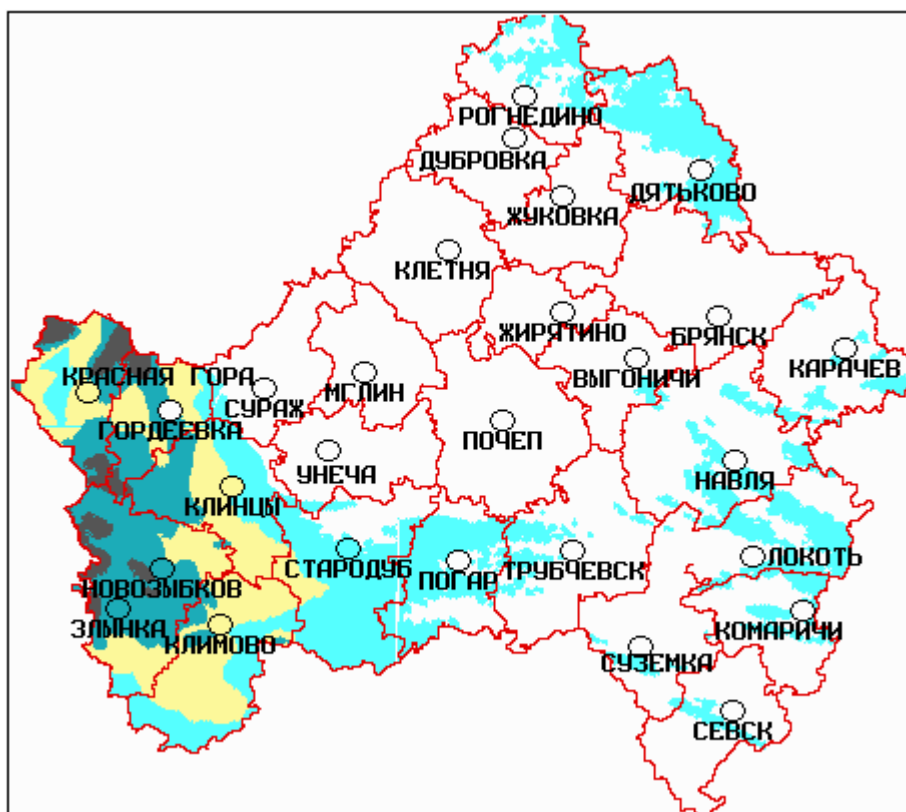 РОГНЕДИНО
ДУБРОВКА
ДЯТЬКОВО
ЖУКОВКА
КЛЕТНЯ
ЖИРЯТИНО
БРЯНСК
КАРАЧЕВ
ВЫГОНИЧИ
КРАСНАЯ ГОРА
МГЛИН
СУРАЖ
ГОРДЕЕВКА
ПОЧЕП
УНЕЧА
НАВЛЯ
КЛИНЦЫ
СТАРОДУБ
ПОГАР
ТРУБЧЕВСК
ЛОКОТЬ
НОВОЗЫБКОВ
ЗЛЫНКА
КЛИМОВО
КОМАРИЧИ
СУЗЕМКА
СЕВСК